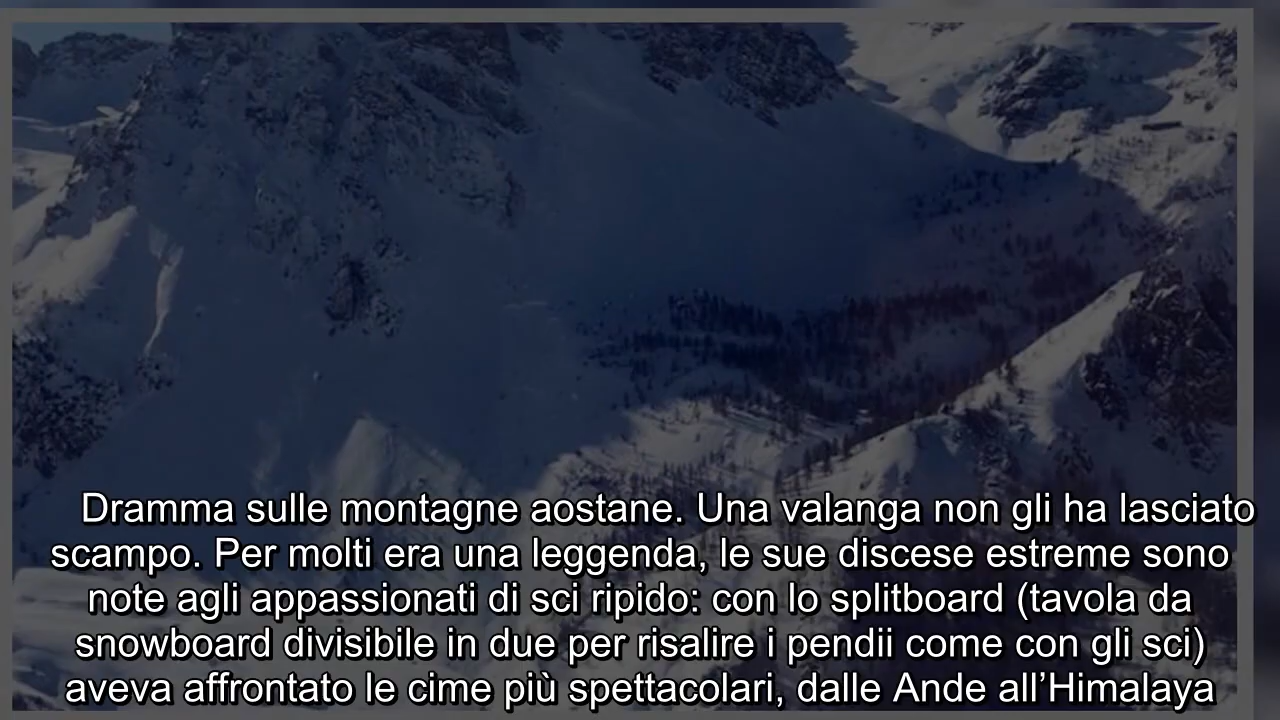 Dramma sulle montagne aostane. Una valanga non gli ha lasciato
scampo. Per molti era una leggenda, le sue discese estreme sono
note agli appassionati di sci ripido: con lo splitboard (tavola da
snowboard divisibile in due per risalire i pendii come con gli sci)
aveva affrontato le cime più spettacolari, dalle Ande all’Himalaya